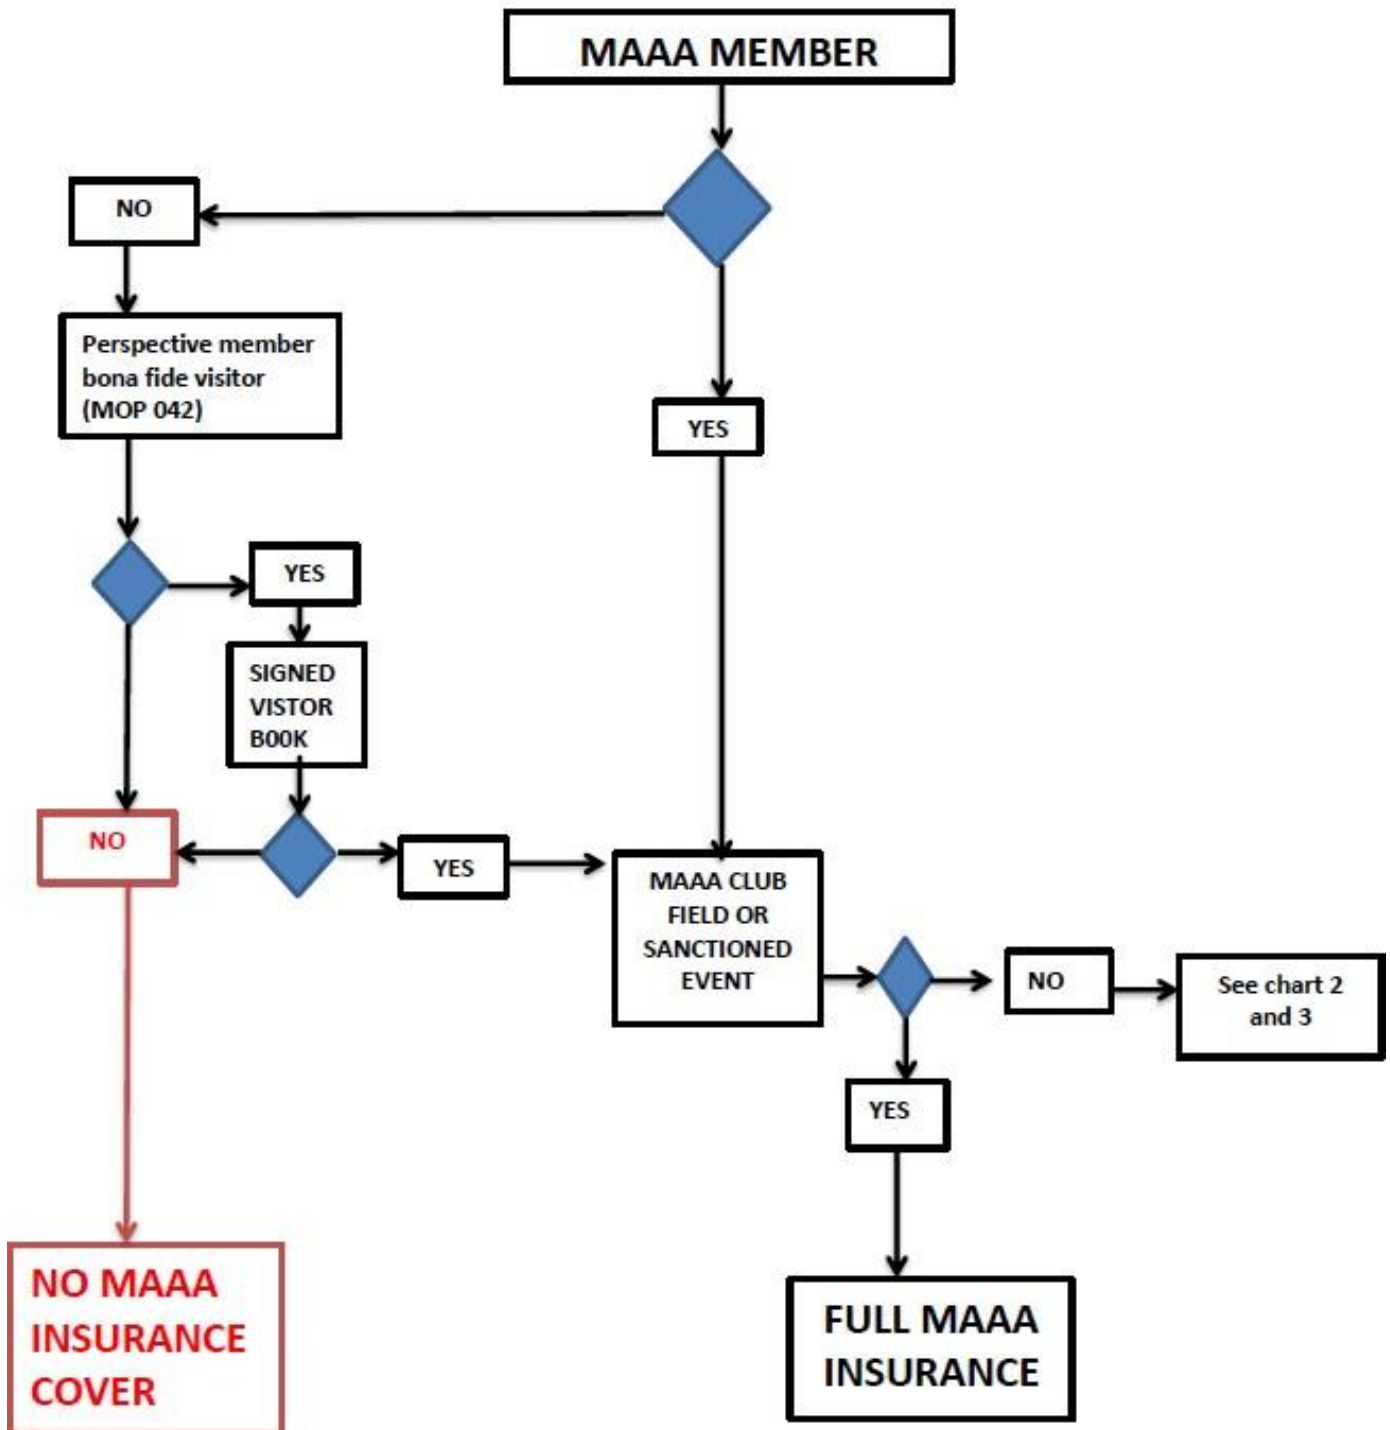 MAAA MEMBER
NO
Perspective member
bona fide visitor
(MOP 042)
YES
YES
SIGNED
VISTOR
B00K
NO
YES
MAAA CLUB
FIELD OR
SANCTIONED
EVENT
NO
See chart 2
and 3
YES
NO MAAA
INSURANCE
COVER
FULL MAAA
INSURANCE